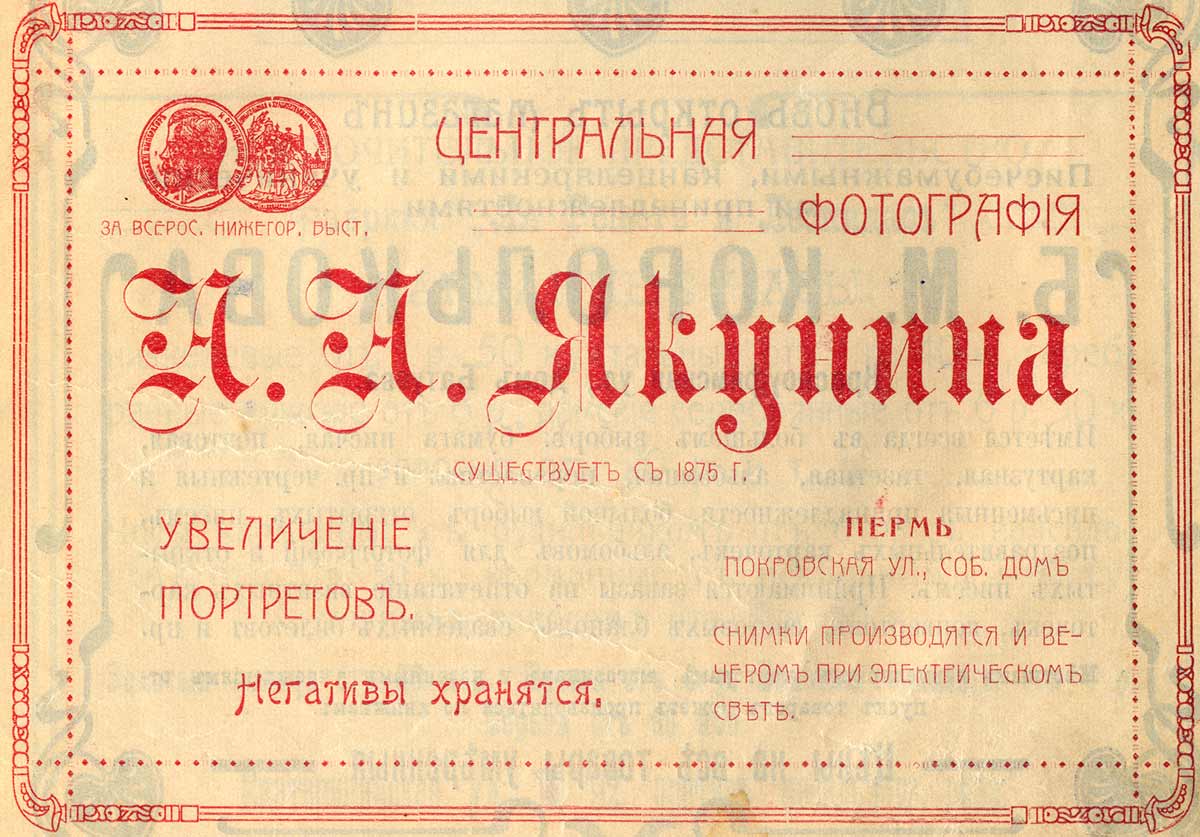 ЦЕНТРАЛЬНАЯ
ФОТОГРАФІЯ
ЗА ВСЕРОС. НИЖЕГОР. ВЫСТ.
А. А. Якунина
СУЩЕСТВУЕТЪ СЪ 1875 Г.
УВЕЛИЧЕНІЕ
ПОРТРЕТОВЪ.
Негативы хранятся.
ПЕРМЬ
ПОКРОВСКАЯ УЛ., СОБ. ДОМЪ
СНИМКИ ПРОИЗВОДЯТСЯ И ВЕ-
ЧЕРОМЪ ПРИ ЭЛЕКТРИЧЕСКОМЪ
СВѢТѢ.